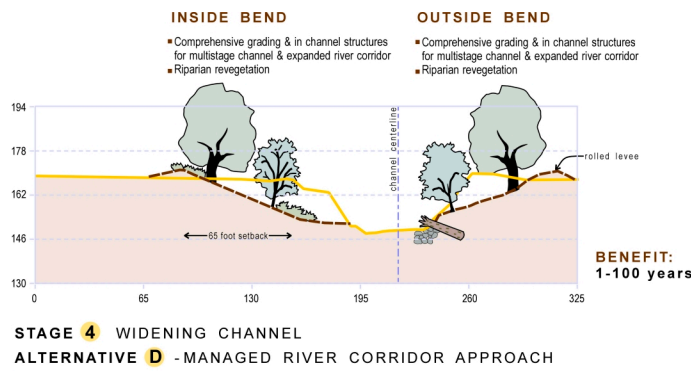 INSIDE BEND
▪Comprehensive grading & in channel structures
for multistage channel & expanded river corridor
▪Riparian revegetation
OUTSIDE BEND
▪Comprehensive grading & in channel structures
for multistage channel & expanded river corridor
▪Riparian revegetation
194
178
162
146
130
channel centerline
rolled levee
65 foot setback
0 65 130 195 260 325
BENEFIT:
1-100 years
STAGE 4 WIDENING CHANNEL
ALTERNATIVE D - MANAGED RIVER CORRIDOR APPROACH